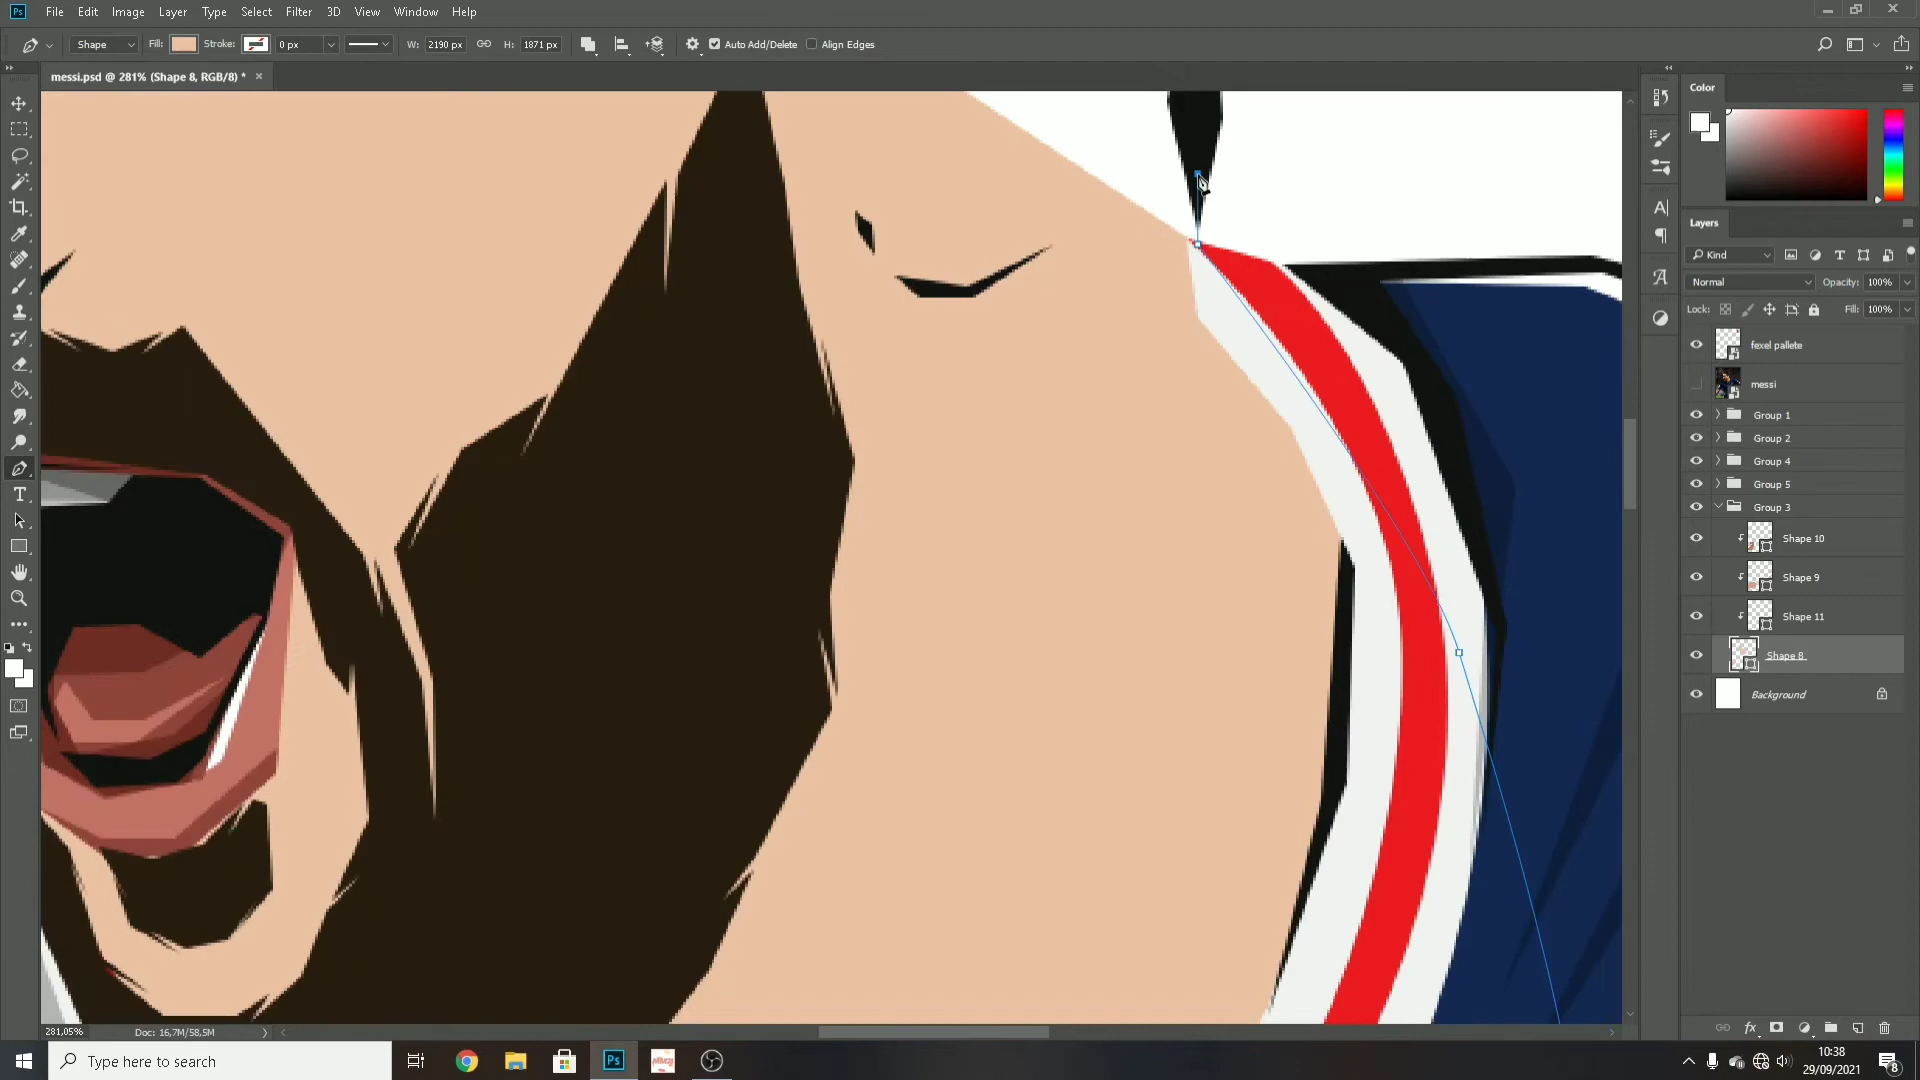 Ps File Edit Image Layer Type Select Filter 3D View Window Help
Shape Fill: Stroke: 0 px W: 2190 px H: 1871 px Auto Add/Delete Align Edges
messi.psd @ 281% (Shape 8, RGB/8) * ×
Color
Layers
Kind
Normal Opacity: 100%
Lock: Fill: 100%
fexel pallete
messi
Group 1
Group 2
Group 4
Group 5
Group 3
Shape 10
Shape 9
Shape 11
Shape 8
Background
281,05% Doc: 16,7M/58,5M
Type here to search
Ps
10:38
29/09/2021
8